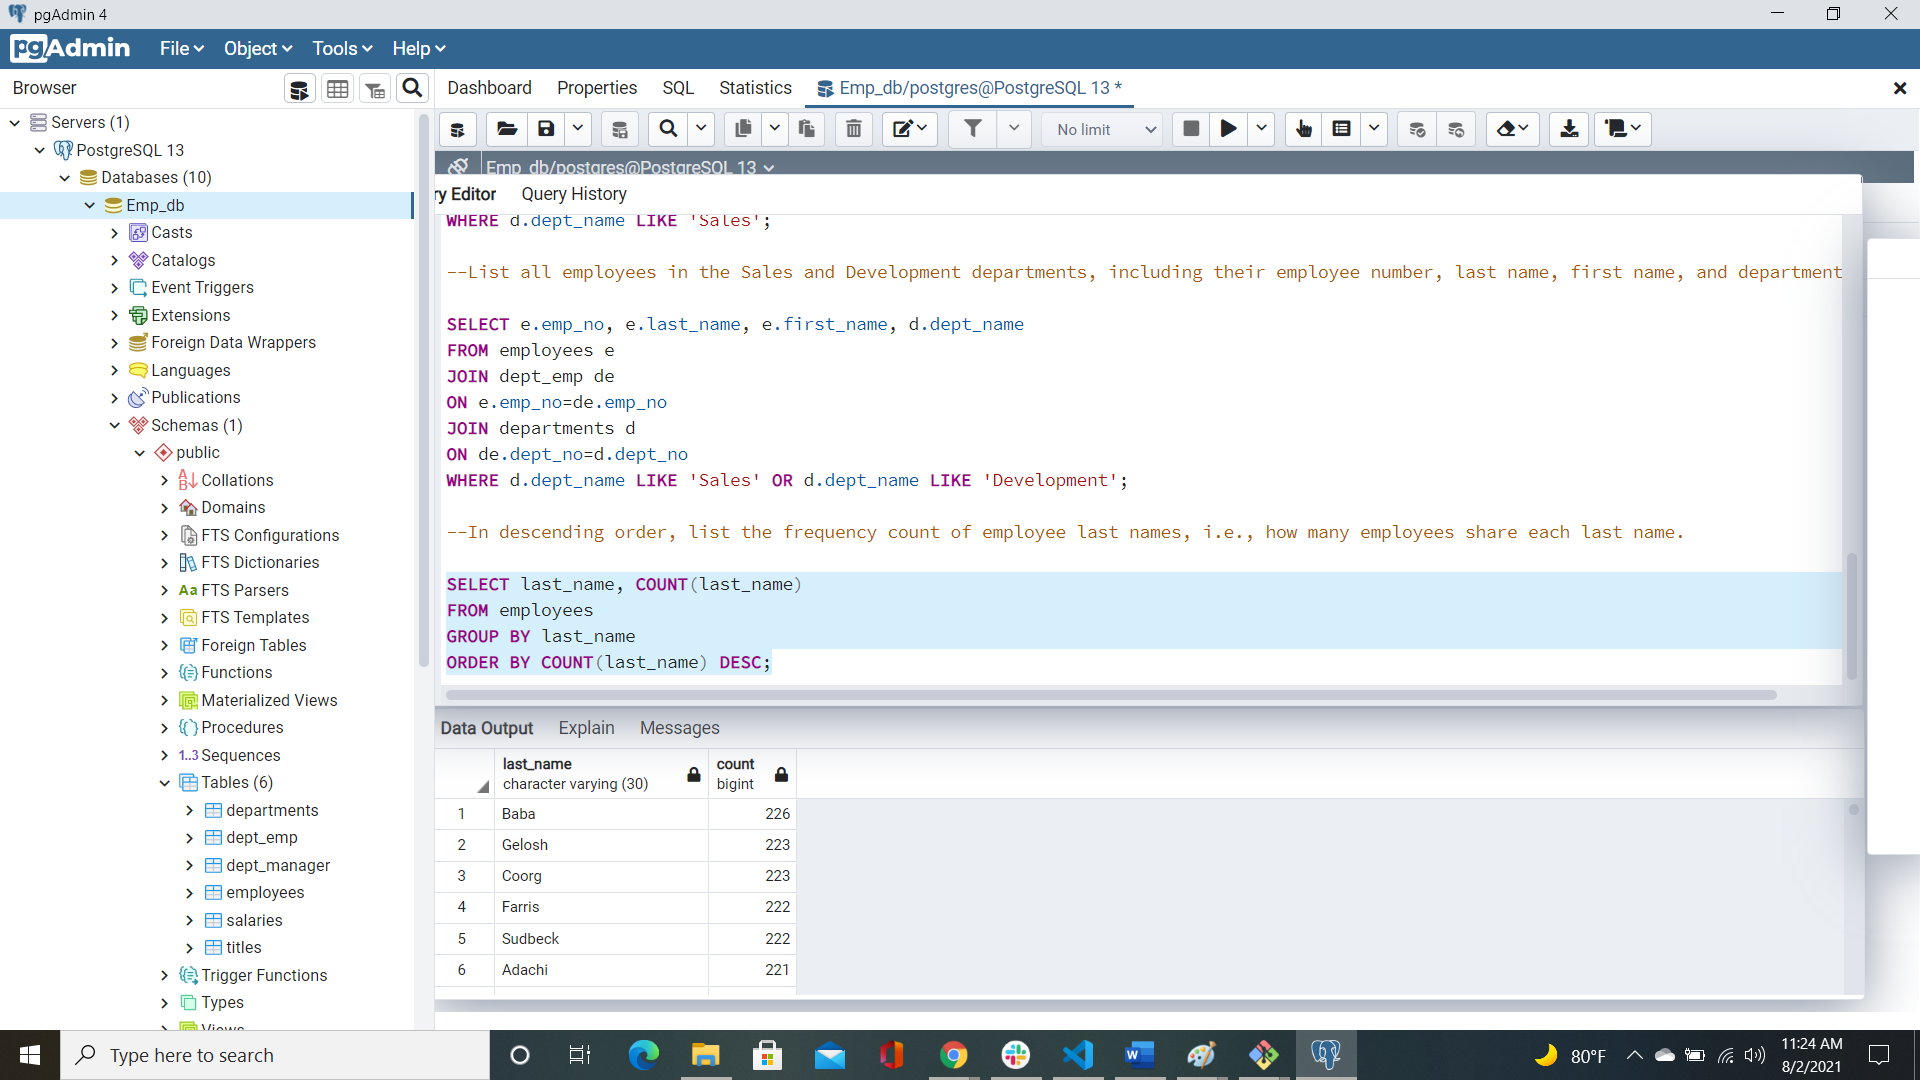 pgAdmin 4
pgAdmin File Object Tools Help
Browser
Dashboard Properties SQL Statistics Emp_db/postgres@PostgreSQL 13 *
No limit
Servers (1)
PostgreSQL 13
Databases (10)
Emp_db
Casts
Catalogs
Event Triggers
Extensions
Foreign Data Wrappers
Languages
Publications
Schemas (1)
public
Collations
Domains
FTS Configurations
FTS Dictionaries
Aa FTS Parsers
FTS Templates
Foreign Tables
Functions
Materialized Views
Procedures
1..3 Sequences
Tables (6)
departments
dept_emp
dept_manager
employees
salaries
titles
Trigger Functions
Types
Views
Emp_db/postgres@PostgreSQL 13
ry Editor Query History
WHERE d.dept_name LIKE 'Sales';
--List all employees in the Sales and Development departments, including their employee number, last name, first name, and department
SELECT e.emp_no, e.last_name, e.first_name, d.dept_name
FROM employees e
JOIN dept_emp de
ON e.emp_no=de.emp_no
JOIN departments d
ON de.dept_no=d.dept_no
WHERE d.dept_name LIKE 'Sales' OR d.dept_name LIKE 'Development';
--In descending order, list the frequency count of employee last names, i.e., how many employees share each last name.
SELECT last_name, COUNT(last_name)
FROM employees
GROUP BY last_name
ORDER BY COUNT(last_name) DESC;
Data Output Explain Messages
last_name count
character varying (30) bigint
1 Baba 226
2 Gelosh 223
3 Coorg 223
4 Farris 222
5 Sudbeck 222
6 Adachi 221
Type here to search
80°F
11:24 AM
8/2/2021